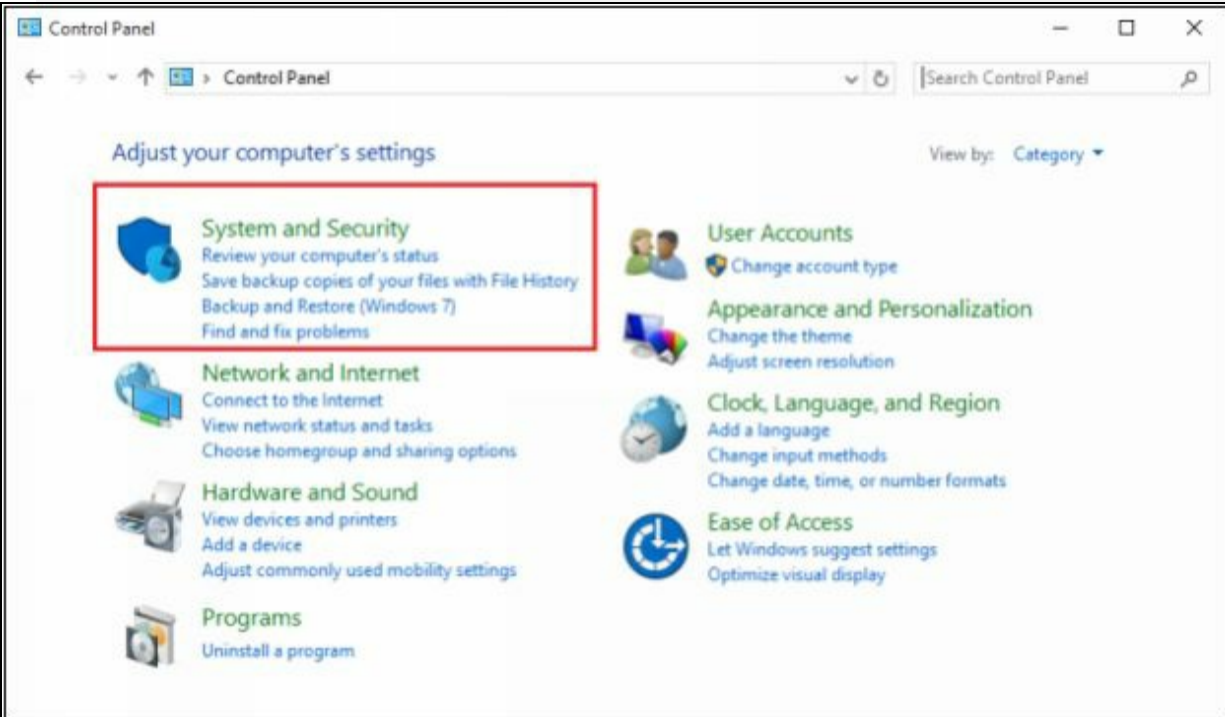 Control Panel
Control Panel
Search Control Panel
Adjust your computer's settings
View by: Category
System and Security
Review your computer's status
Save backup copies of your files with File History
Backup and Restore (Windows 7)
Find and fix problems
Network and Internet
Connect to the Internet
View network status and tasks
Choose homegroup and sharing options
Hardware and Sound
View devices and printers
Add a device
Adjust commonly used mobility settings
Programs
Uninstall a program
User Accounts
Change account type
Appearance and Personalization
Change the theme
Adjust screen resolution
Clock, Language, and Region
Add a language
Change input methods
Change date, time, or number formats
Ease of Access
Let Windows suggest settings
Optimize visual display